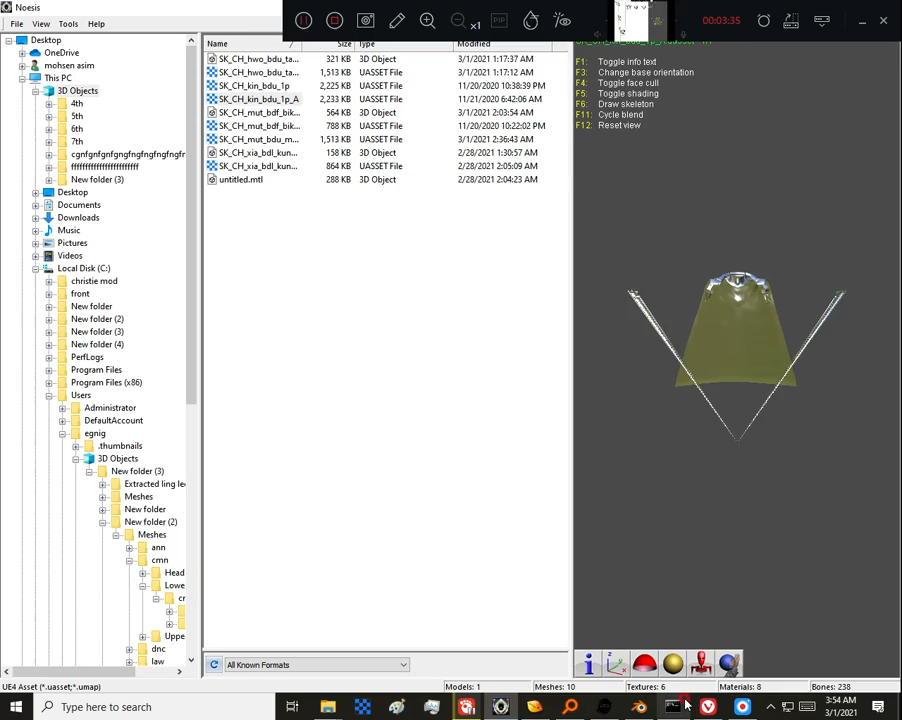 Noesis
File View Tools Help
x1
PIP
00:03:35
Desktop
OneDrive
mohsen asim
This PC
3D Objects
4th
5th
6th
7th
cgnfgnfgnfgngfngfngfngfngfr
ffffffffffffffffffffffff
New folder (3)
Desktop
Documents
Downloads
Music
Pictures
Videos
Local Disk (C:)
christie mod
front
New folder
New folder (2)
New folder (3)
New folder (4)
PerfLogs
Program Files
Program Files (x86)
Users
Administrator
DefaultAccount
egnig
.thumbnails
3D Objects
New folder (3)
Extracted ling le
Meshes
New folder
New folder (2)
Meshes
ann
cmn
Head
Lowe
cr
Uppe
dnc
law
Name Size Type Modified
SK_CH_hwo_bdu_ta... 321 KB 3D Object 3/1/2021 1:17:37 AM
SK_CH_hwo_bdu_ta... 1,513 KB UASSET File 3/1/2021 1:17:12 AM
SK_CH_kin_bdu_1p 2,225 KB UASSET File 11/20/2020 10:38:39 PM
SK_CH_kin_bdu_1p_A 2,233 KB UASSET File 11/21/2020 6:42:06 AM
SK_CH_mut_bdf_bik... 564 KB 3D Object 3/1/2021 2:03:54 AM
SK_CH_mut_bdf_bik... 788 KB UASSET File 11/20/2020 10:22:02 PM
SK_CH_mut_bdu_m... 1,513 KB UASSET File 3/1/2021 2:36:43 AM
SK_CH_xia_bdl_kun... 158 KB 3D Object 2/28/2021 1:30:57 AM
SK_CH_xia_bdl_kun... 864 KB UASSET File 2/28/2021 2:05:09 AM
untitled.mtl 288 KB 3D Object 2/28/2021 2:04:23 AM
F1: Toggle info text
F3: Change base orientation
F4: Toggle face cull
F5: Toggle shading
F6: Draw skeleton
F11: Cycle blend
F12: Reset view
All Known Formats
UE4 Asset (*.uasset;*.umap) Models: 1 Meshes: 10 Textures: 6 Materials: 8 Bones: 238
Type here to search
3:54 AM
3/1/2021